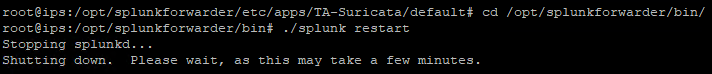 root@ips:/opt/splunkforwarder/etc/apps/TA-Suricata/default# cd /opt/splunkforwarder/bin/
root@ips:/opt/splunkforwarder/bin# ./splunk restart
Stopping splunkd...
Shutting down.  Please wait, as this may take a few minutes.